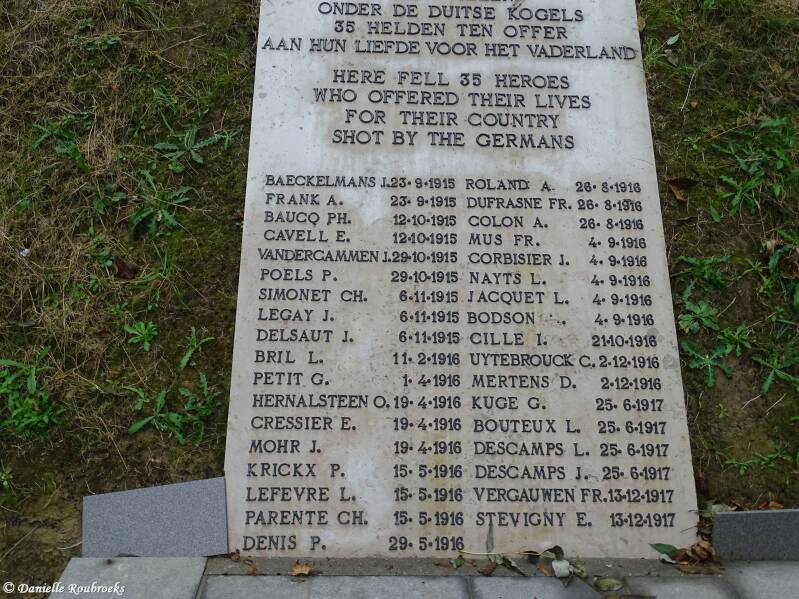 ONDER DE DUITSE KOGELS
35 HELDEN TEN OFFER
AAN HUN LIEFDE VOOR HET VADERLAND
HERE FELL 35 HEROES
WHO OFFERED THEIR LIVES
FOR THEIR COUNTRY
SHOT BY THE GERMANS
BAECKELMANS J. 23·9·1915 ROLAND A. 26·8·1916
FRANK A. 23·9·1915 DUFRASNE FR. 26·8·1916
BAUCQ PH. 12·10·1915 COLON A. 26·8·1916
CAVELL E. 12·10·1915 MUS FR. 4·9·1916
VANDERCAMMEN J. 29·10·1915 CORBISIER J. 4·9·1916
POELS P. 29·10·1915 NAYTS L. 4·9·1916
SIMONET CH. 6·11·1915 JACQUET L. 4·9·1916
LEGAY J. 6·11·1915 BODSON 4·9·1916
DELSAUT J. 6·11·1915 CILLE I. 21·10·1916
BRIL L. 11·2·1916 UYTEBROUCK C. 2·12·1916
PETIT G. 1·4·1916 MERTENS D. 2·12·1916
HERNALSTEEN O. 19·4·1916 KUGE G. 25·6·1917
CRESSIER E. 19·4·1916 BOUTEUX L. 25·6·1917
MOHR J. 19·4·1916 DESCAMPS L. 25·6·1917
KRICKX P. 15·5·1916 DESCAMPS J. 25·6·1917
LEFEVRE L. 15·5·1916 VERGAUWEN FR. 13·12·1917
PARENTE CH. 15·5·1916 STEVIGNY E. 13·12·1917
DENIS P. 29·5·1916
© Danielle Roubroeks